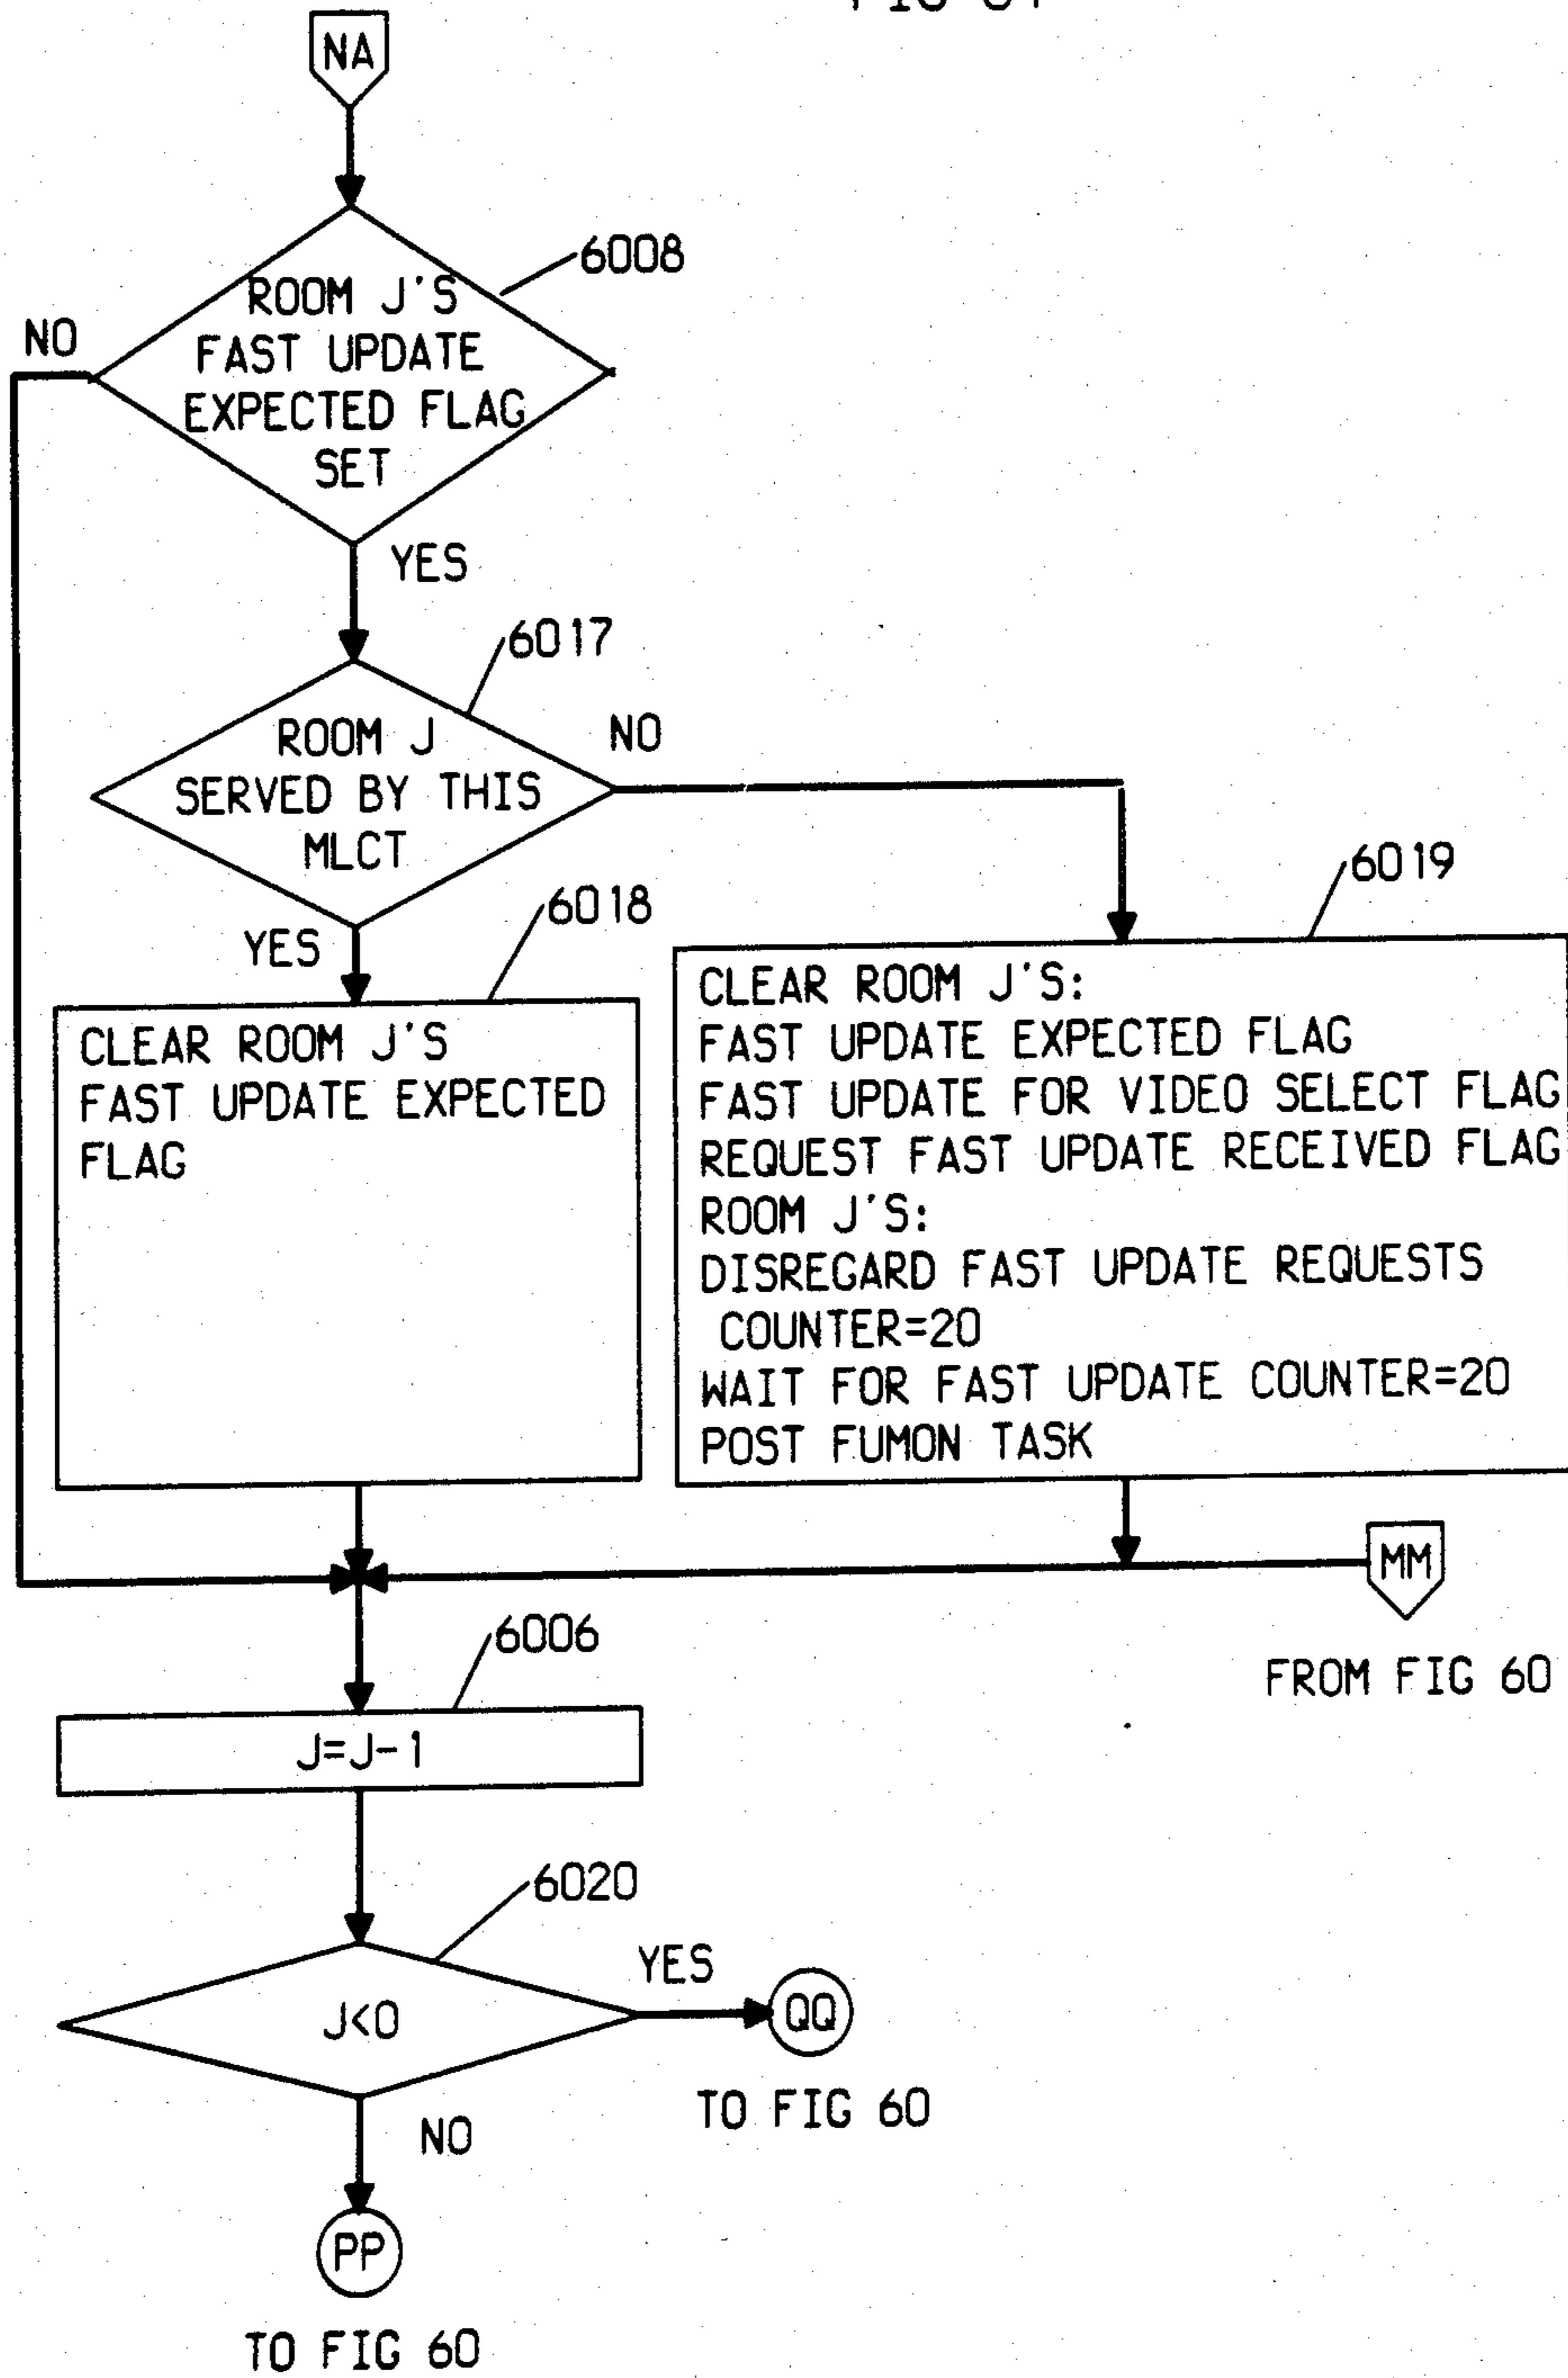 FIG
NA
6008
ROOM J'S
FAST UPDATE
EXPECTED FLAG
SET
NO
YES
6017
ROOM J
SERVED BY THIS
MLCT
NO
YES
6018
6019
CLEAR ROOM J'S
FAST UPDATE EXPECTED
FLAG
CLEAR ROOM J'S:
FAST UPDATE EXPECTED FLAG
FAST UPDATE FOR VIDEO SELECT FLAG
REQUEST FAST UPDATE RECEIVED FLAG
ROOM J'S:
DISREGARD FAST UPDATE REQUESTS
COUNTER=20
WAIT FOR FAST UPDATE COUNTER=20
POST FUMON TASK
MM
FROM FIG 60
6006
J=J-1
6020
J<0
YES
QQ
TO FIG 60
NO
PP
TO FIG 60